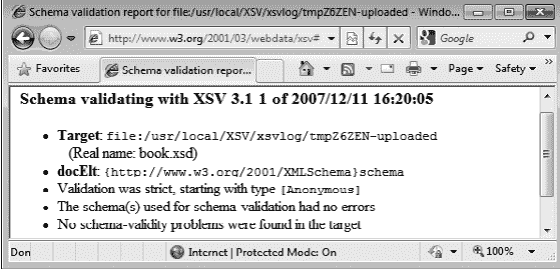 Schema validation report for file:/usr/local/XSV/xsvlog/tmpZ6ZEN-uploaded - Windo...
http://www.w3.org/2001/03/webdata/xsv#
Google
Favorites
Schema validation repor...
Page
Safety
Schema validating with XSV 3.1 1 of 2007/12/11 16:20:05
• Target: file:/usr/local/XSV/xsvlog/tmpZ6ZEN-uploaded
(Real name: book.xsd)
• docElt: {http://www.w3.org/2001/XMLSchema}schema
• Validation was strict, starting with type [Anonymous]
• The schema(s) used for schema validation had no errors
• No schema-validity problems were found in the target
Don
Internet | Protected Mode: On
100%